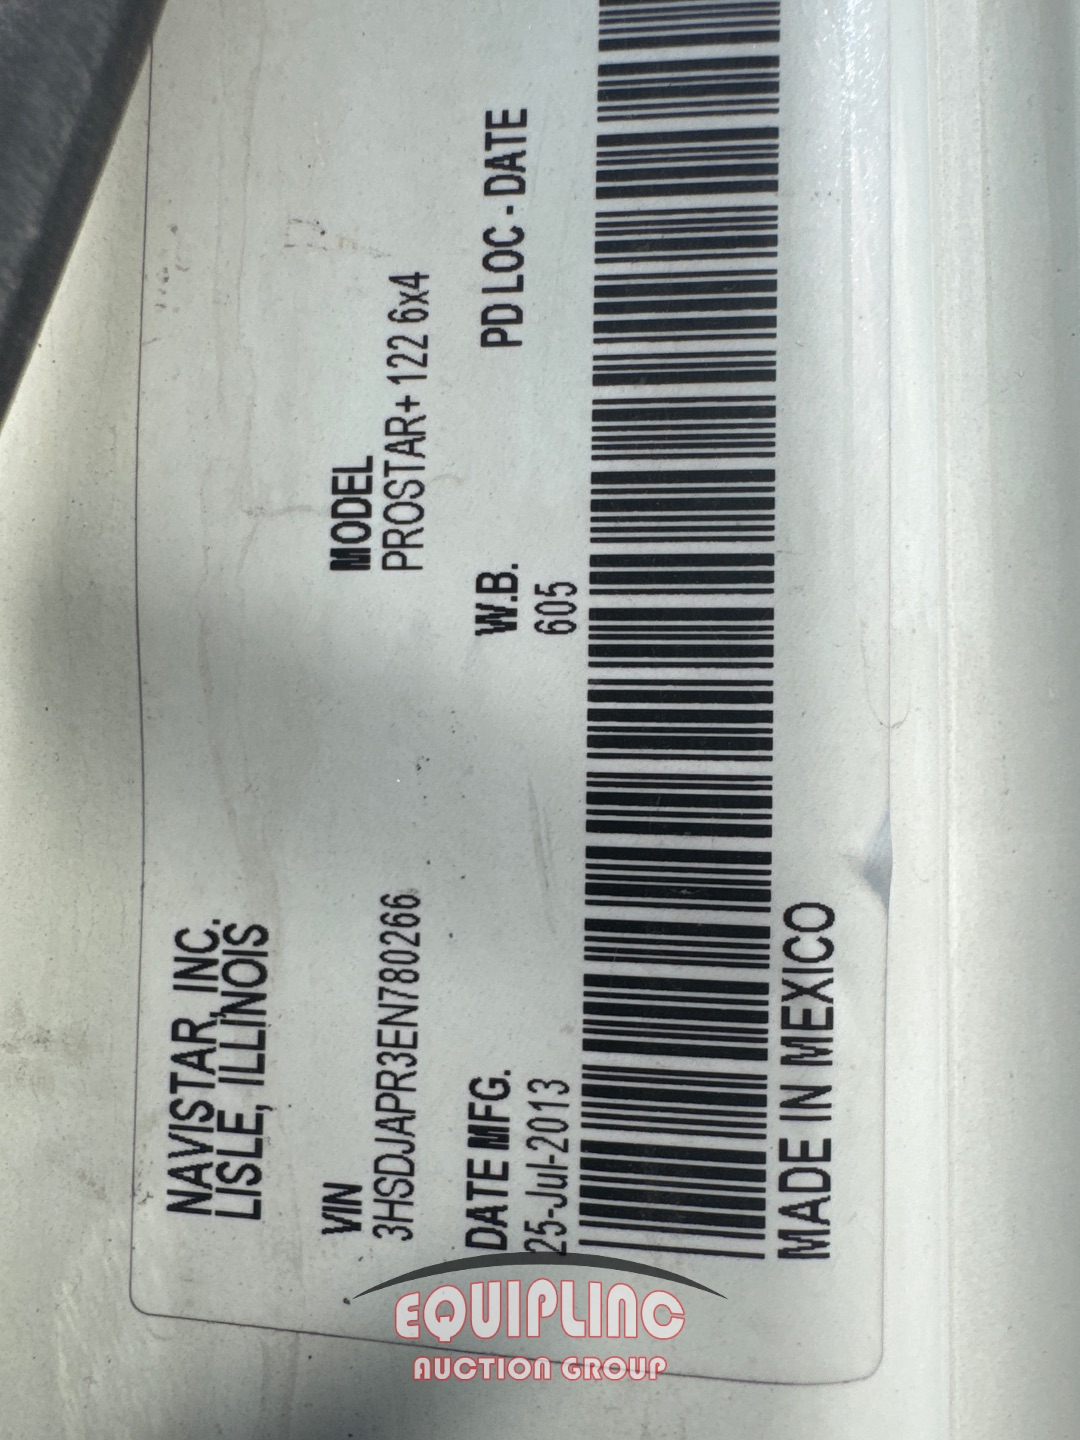 NAVISTAR, INC.
LISLE, ILLINOIS
VIN
3HSDJAPR3EN780266
MODEL
PROSTAR+ 122 6x4
DATE MFG.
25-Jul-2013
W.B.
605
PD LOC - DATE
MADE IN MEXICO
EQUIPLINC
AUCTION GROUP